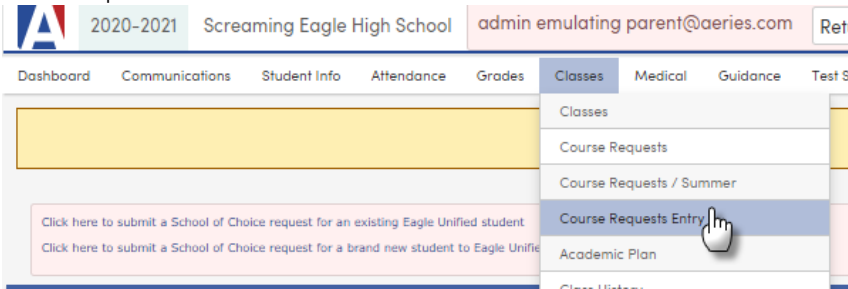 2020-2021 Screaming Eagle High School admin emulating parent@aeries.com
Dashboard Communications Student Info Attendance Grades Classes Medical Guidance
Classes
Course Requests
Course Requests / Summer
Click here to submit a School of Choice request for an existing Eagle Unified student
Course Requests Entry
Click here to submit a School of Choice request for a brand new student to Eagle
Academic Plan